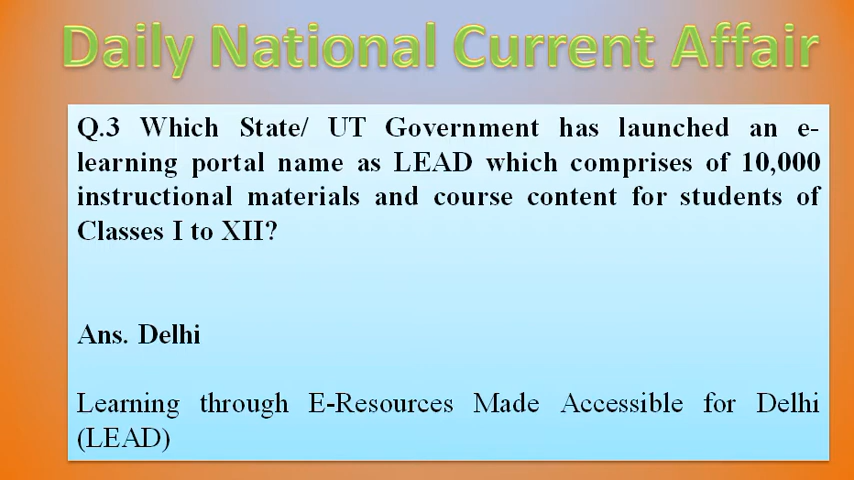 Daily National Current Affair
Q.3 Which State/ UT Government has launched an e-
learning portal name as LEAD which comprises of 10,000
instructional materials and course content for students of
Classes I to XII?
Ans. Delhi
Learning through E-Resources Made Accessible for Delhi
(LEAD)